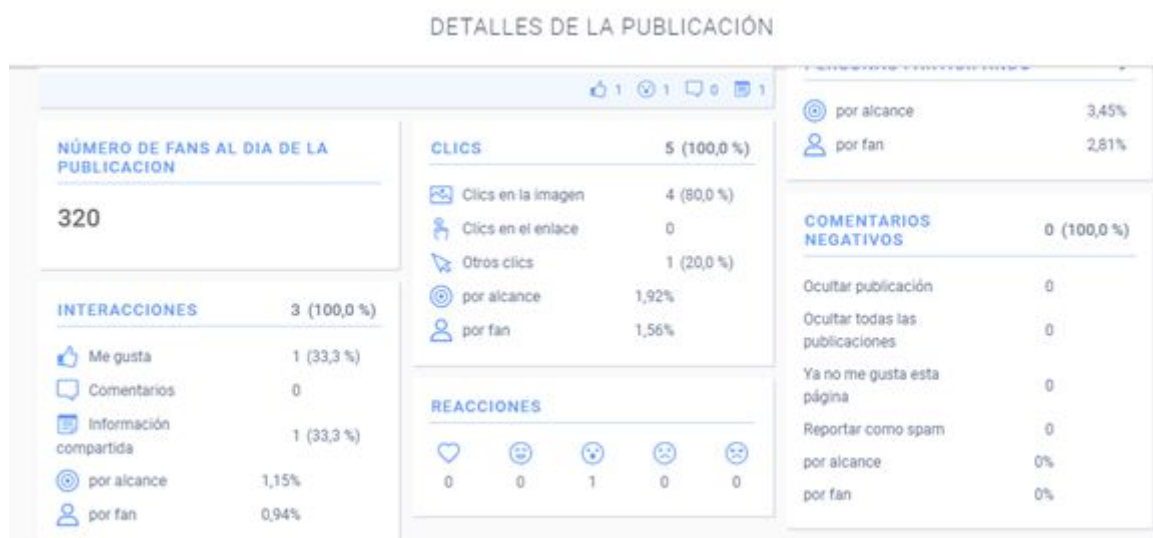 DETALLES DE LA PUBLICACIÓN
1 1 0 1
NÚMERO DE FANS AL DIA DE LA
PUBLICACION
320
INTERACCIONES 3 (100,0 %)
Me gusta 1 (33,3 %)
Comentarios 0
Información
compartida 1 (33,3 %)
por alcance 1,15%
por fan 0,94%
CLICS 5 (100,0 %)
Clics en la imagen 4 (80,0 %)
Clics en el enlace 0
Otros clics 1 (20,0 %)
por alcance 1,92%
por fan 1,56%
REACCIONES
0 0 1 0 0
por alcance 3,45%
por fan 2,81%
COMENTARIOS
NEGATIVOS 0 (100,0 %)
Ocultar publicación 0
Ocultar todas las
publicaciones 0
Ya no me gusta esta
página 0
Reportar como spam 0
por alcance 0%
por fan 0%